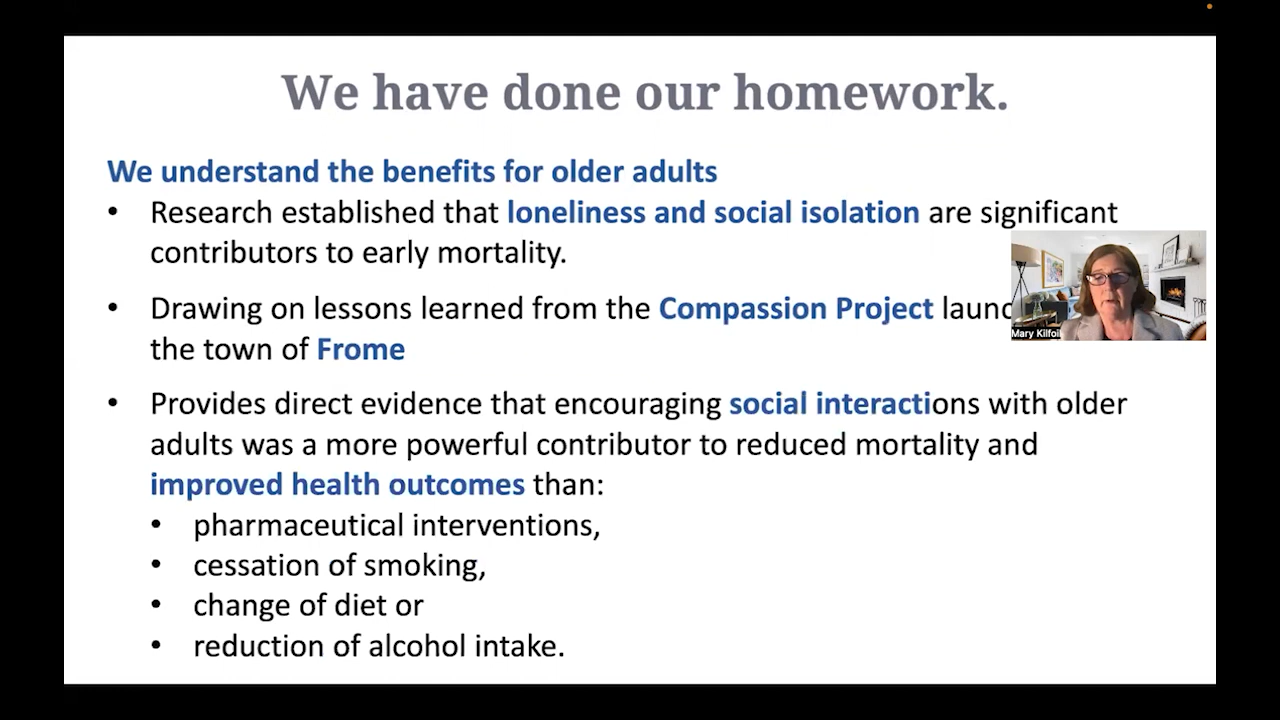 We have done our homework.
We understand the benefits for older adults
• Research established that loneliness and social isolation are significant
contributors to early mortality.
• Drawing on lessons learned from the Compassion Project
the town of Frome
• Provides direct evidence that encouraging social interactions with older
adults was a more powerful contributor to reduced mortality and
improved health outcomes than:
• pharmaceutical interventions,
• cessation of smoking,
• change of diet or
• reduction of alcohol intake.
Mary